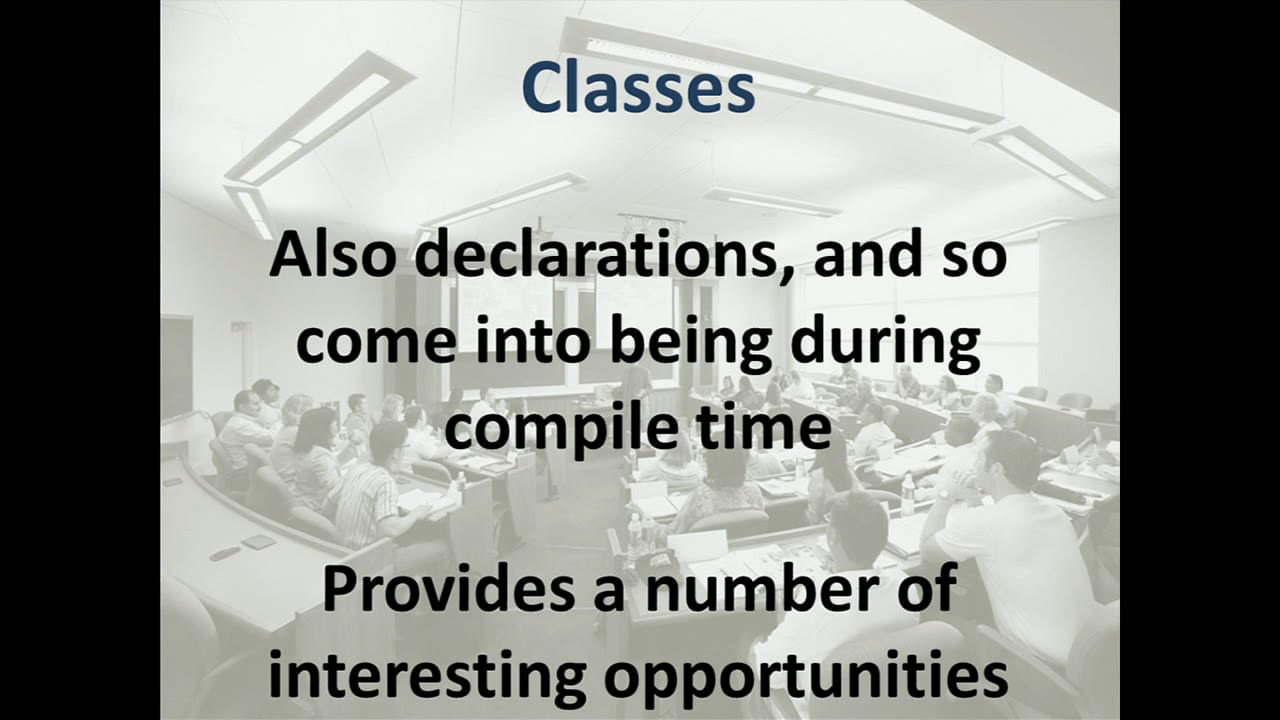 Classes
Also declarations, and so
come into being during
compile time
Provides a number of
interesting opportunities